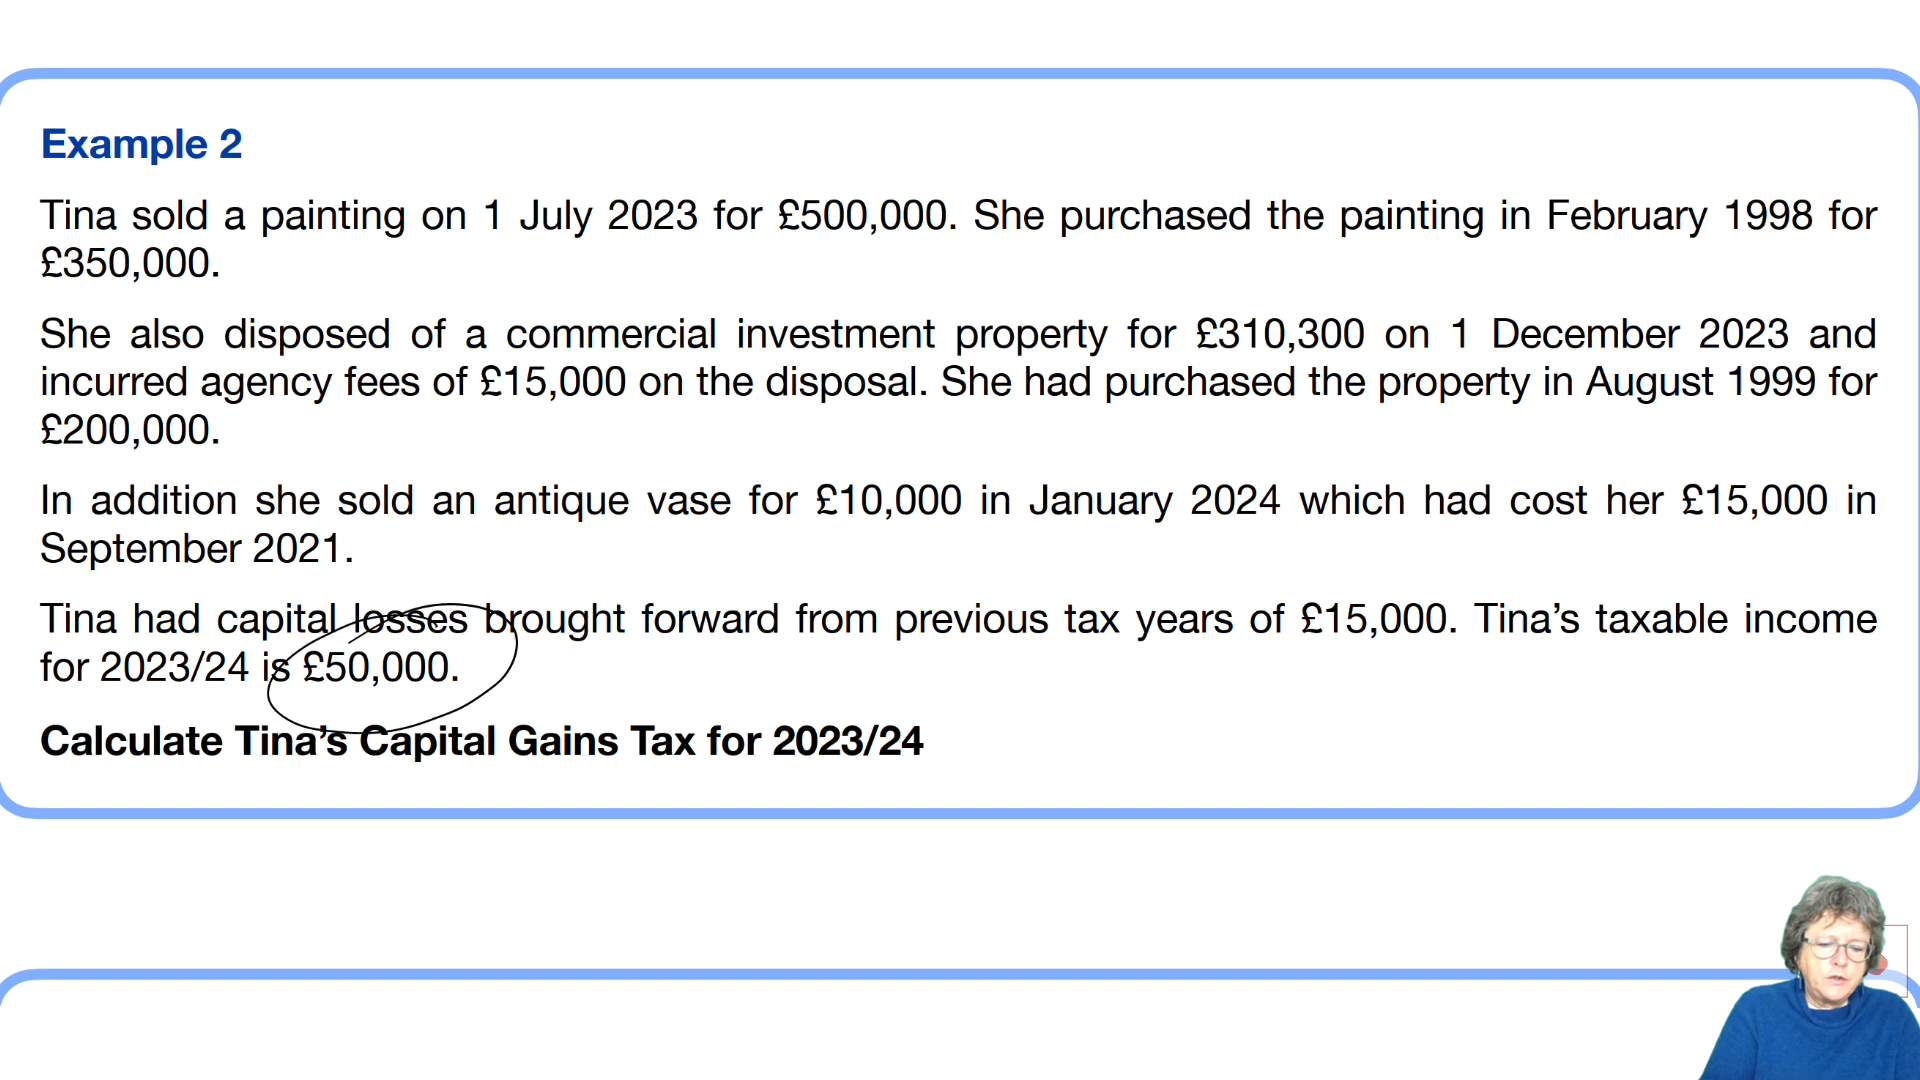 Example 2
Tina sold a painting on 1 July 2023 for £500,000. She purchased the painting in February 1998 for
£350,000.
She also disposed of a commercial investment property for £310,300 on 1 December 2023 and
incurred agency fees of £15,000 on the disposal. She had purchased the property in August 1999 for
£200,000.
In addition she sold an antique vase for £10,000 in January 2024 which had cost her £15,000 in
September 2021.
Tina had capital losses brought forward from previous tax years of £15,000. Tina’s taxable income
for 2023/24 is £50,000.
Calculate Tina’s Capital Gains Tax for 2023/24